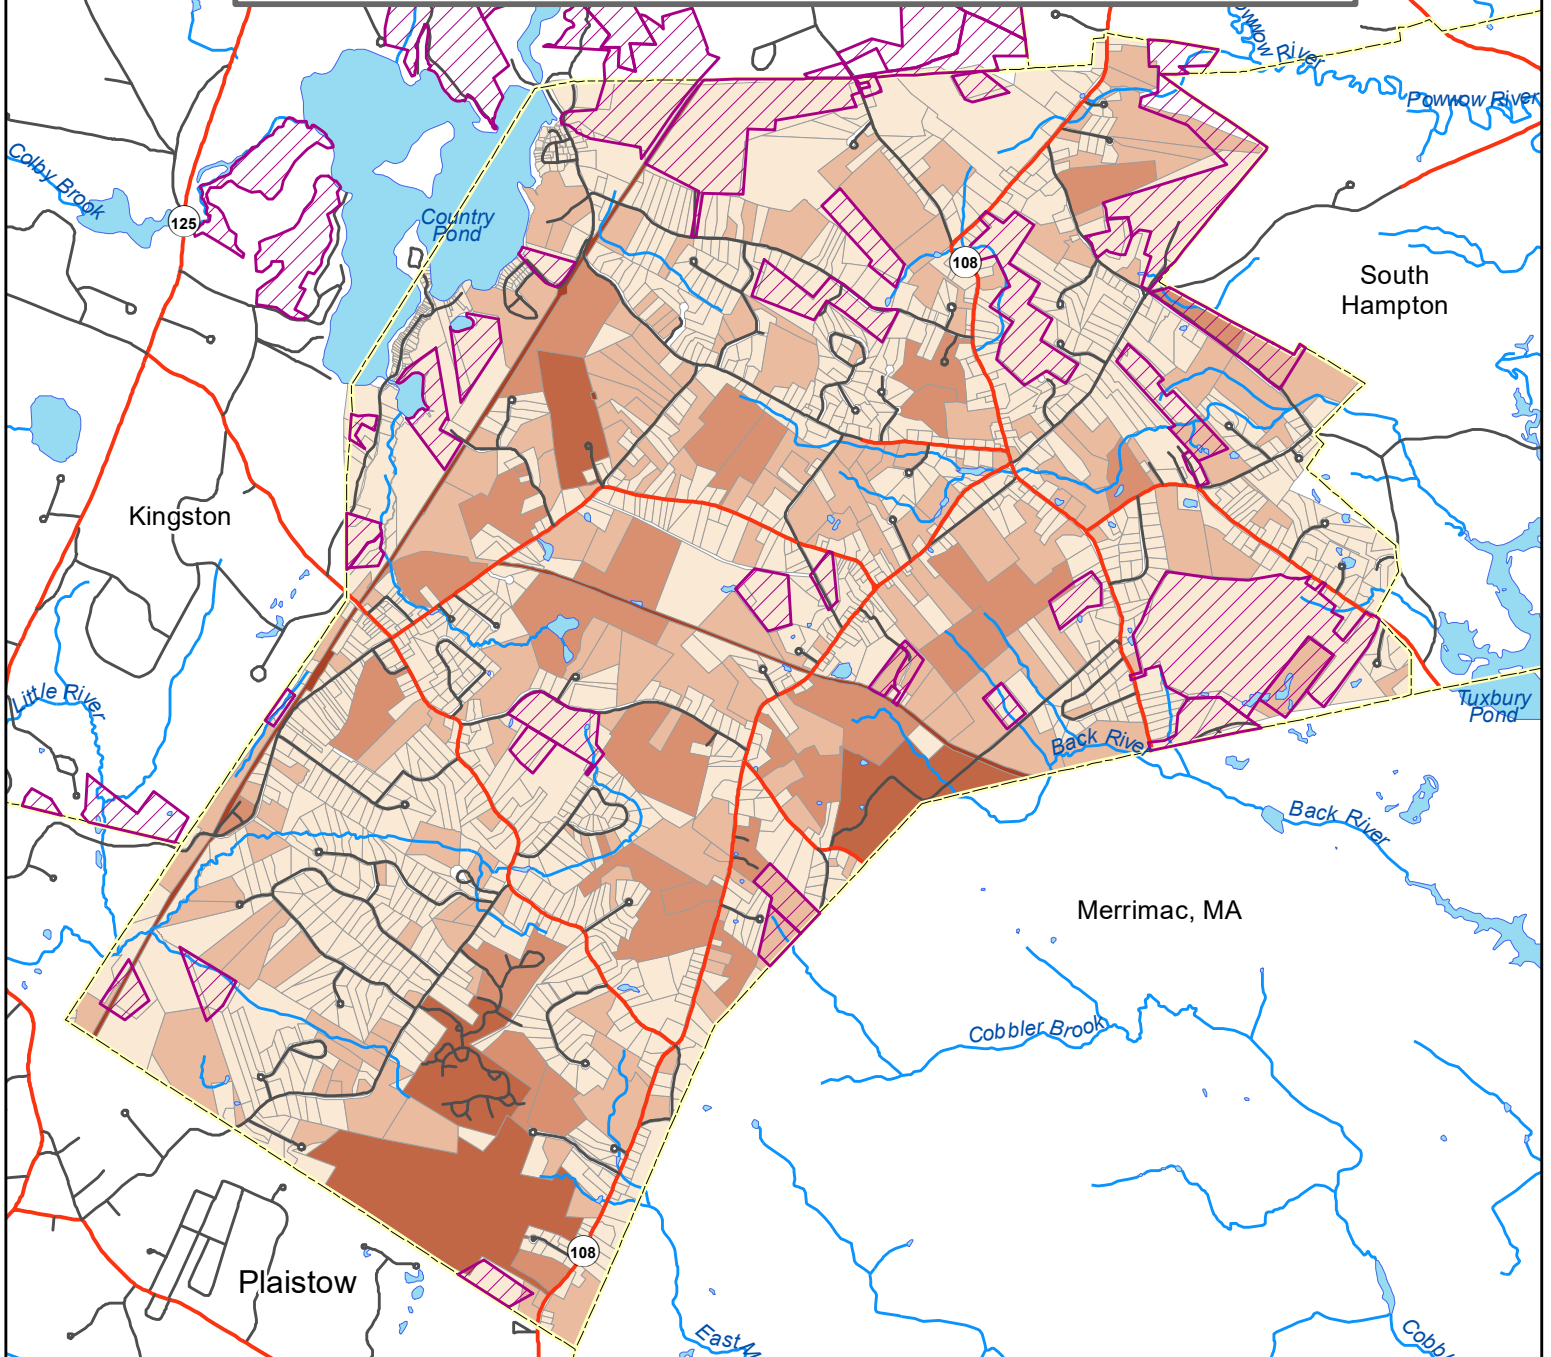 Powwow River
Powwow River
Colby Brook
125
Country
Pond
108
South
Hampton
Kingston
Little River
Tuxbury
Pond
Back River
Back River
Merrimac, MA
Cobbler Brook
108
Plaistow
East